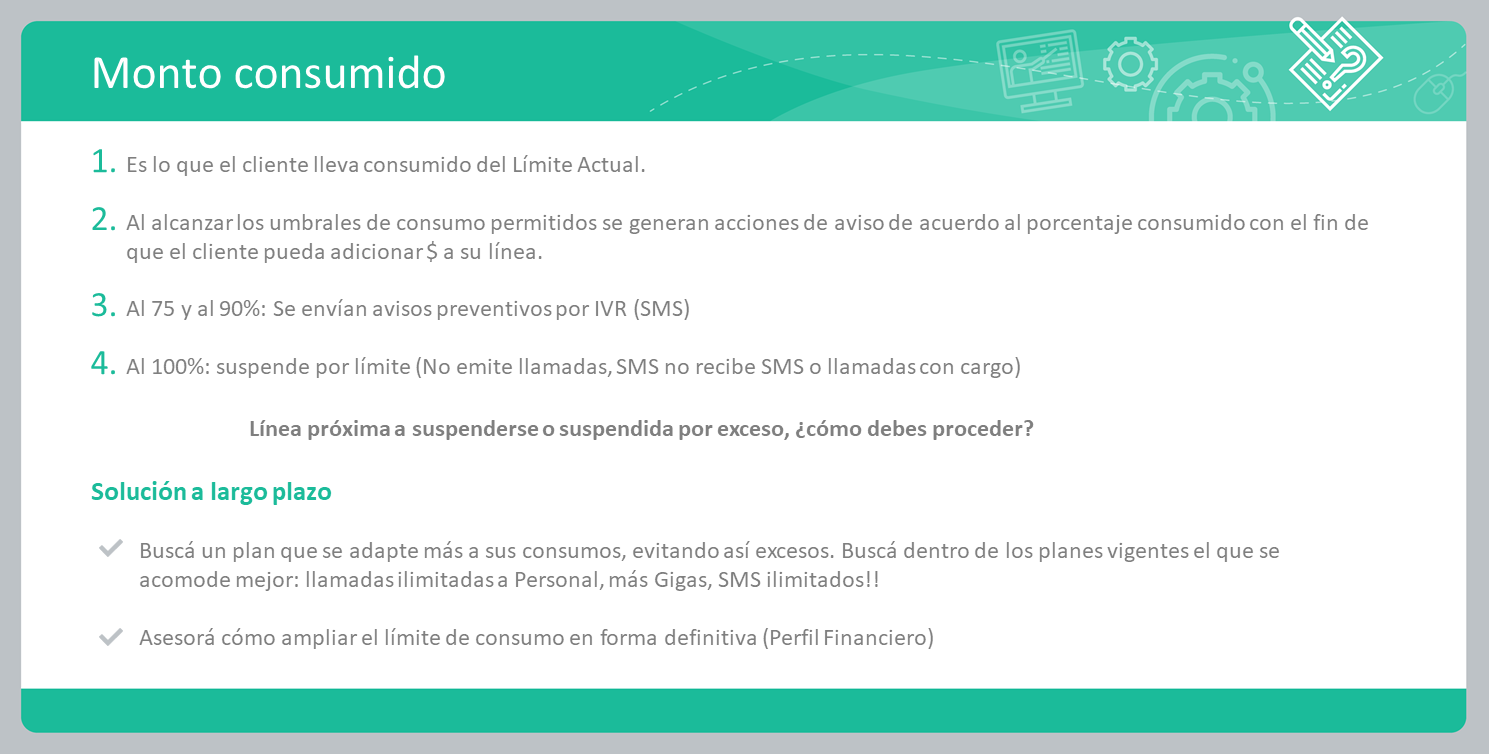 Monto consumido
1. Es lo que el cliente lleva consumido del Límite Actual.
2. Al alcanzar los umbrales de consumo permitidos se generan acciones de aviso de acuerdo al porcentaje consumido con el fin de
que el cliente pueda adicionar $ a su línea.
3. Al 75 y al 90%: Se envían avisos preventivos por IVR (SMS)
4. Al 100%: suspende por límite (No emite llamadas, SMS no recibe SMS o llamadas con cargo)
Línea próxima a suspenderse o suspendida por exceso, ¿cómo debes proceder?
Solución a largo plazo
Buscá un plan que se adapte más a sus consumos, evitando así excesos. Buscá dentro de los planes vigentes el que se
acomode mejor: llamadas ilimitadas a Personal, más Gigas, SMS ilimitados!!
Asesorá cómo ampliar el límite de consumo en forma definitiva (Perfil Financiero)